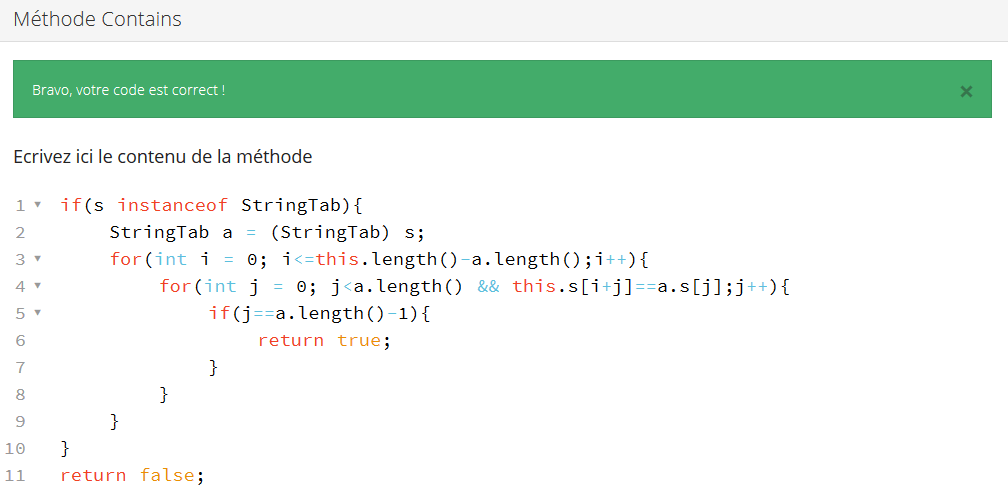 Méthode Contains
Bravo, votre code est correct !
×
Ecrivez ici le contenu de la méthode
1 ▾ if(s instanceof StringTab){
2 StringTab a = (StringTab) s;
3 ▾ for(int i = 0; i<=this.length()-a.length();i++){
4 ▾ for(int j = 0; j<a.length() && this.s[i+j]==a.s[j];j++){
5 ▾ if(j==a.length()-1){
6 return true;
7 }
8 }
9 }
10 }
11 return false;